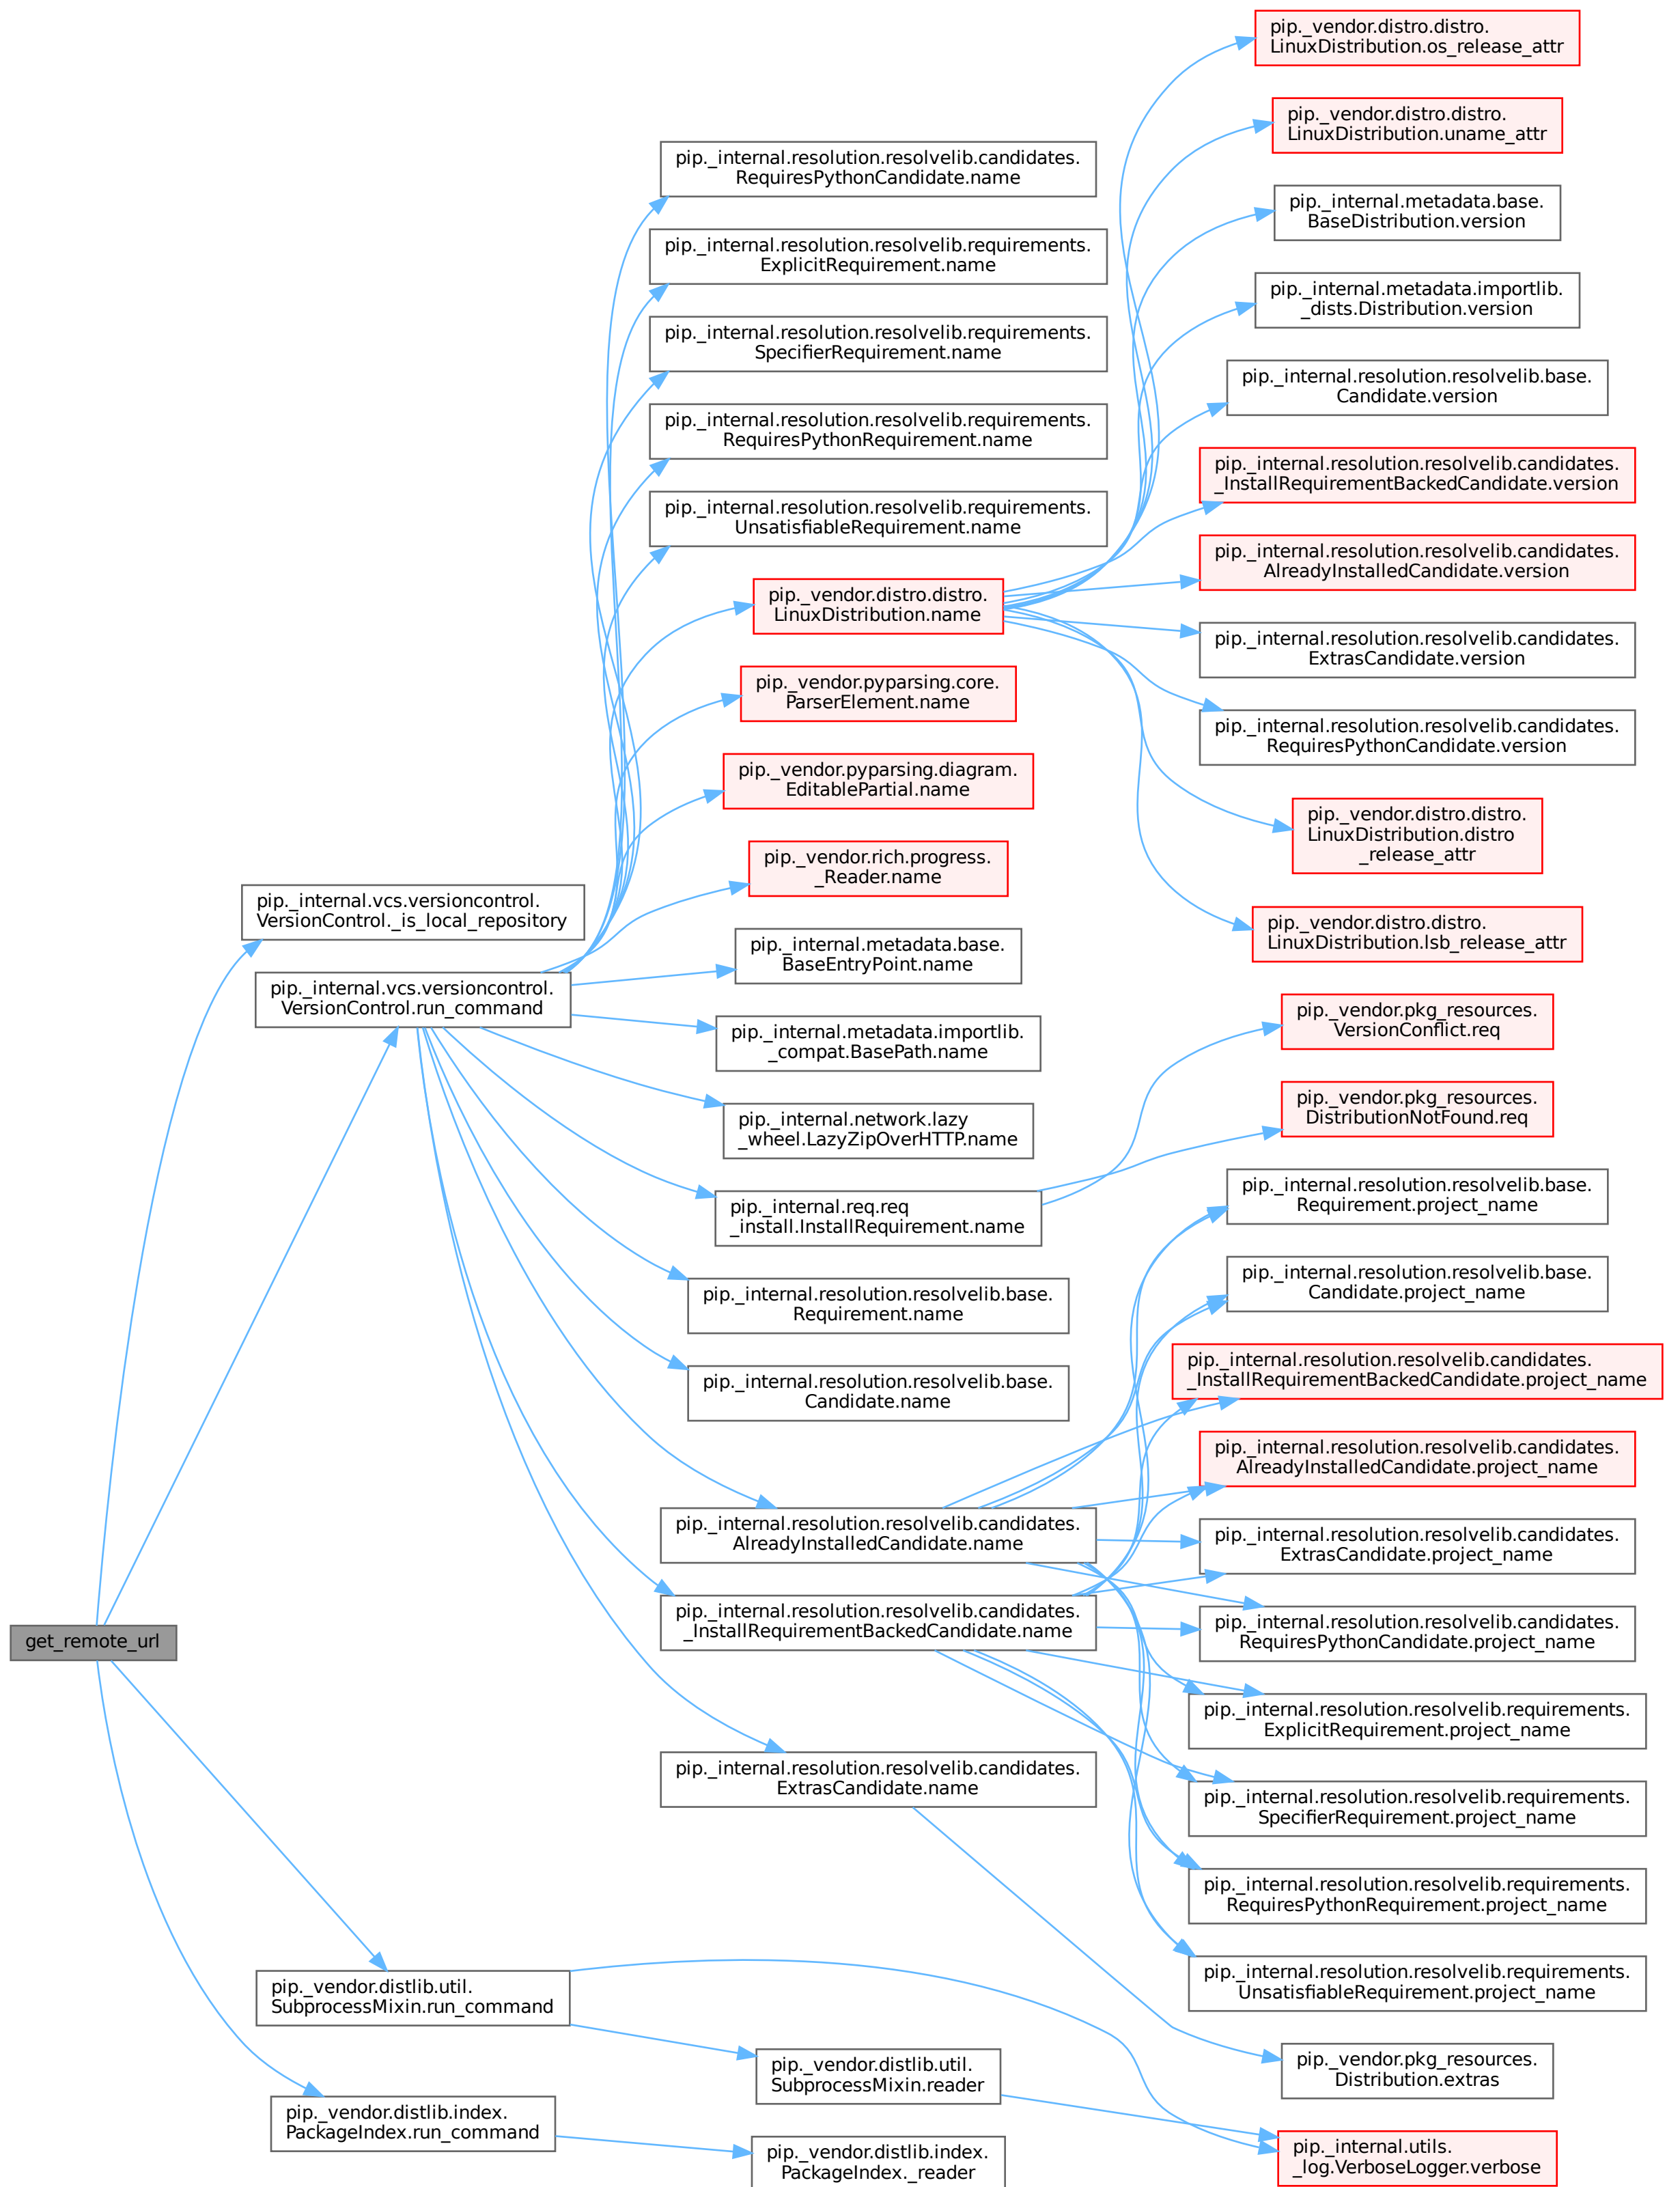 get_remote_url
pip._internal.vcs.versioncontrol.
VersionControl._is_local_repository
pip._internal.vcs.versioncontrol.
VersionControl.run_command
pip._vendor.distlib.util.
SubprocessMixin.run_command
pip._vendor.distlib.index.
PackageIndex.run_command
pip._internal.resolution.resolvelib.candidates.
RequiresPythonCandidate.name
pip._internal.resolution.resolvelib.requirements.
ExplicitRequirement.name
pip._internal.resolution.resolvelib.requirements.
SpecifierRequirement.name
pip._internal.resolution.resolvelib.requirements.
RequiresPythonRequirement.name
pip._internal.resolution.resolvelib.requirements.
UnsatisfiableRequirement.name
pip._vendor.distro.distro.
LinuxDistribution.name
pip._vendor.pyparsing.core.
ParserElement.name
pip._vendor.pyparsing.diagram.
EditablePartial.name
pip._vendor.rich.progress.
_Reader.name
pip._internal.metadata.base.
BaseEntryPoint.name
pip._internal.metadata.importlib.
_compat.BasePath.name
pip._internal.network.lazy
_wheel.LazyZipOverHTTP.name
pip._internal.req.req
_install.InstallRequirement.name
pip._internal.resolution.resolvelib.base.
Requirement.name
pip._internal.resolution.resolvelib.base.
Candidate.name
pip._internal.resolution.resolvelib.candidates.
AlreadyInstalledCandidate.name
pip._internal.resolution.resolvelib.candidates.
_InstallRequirementBackedCandidate.name
pip._internal.resolution.resolvelib.candidates.
ExtrasCandidate.name
pip._vendor.distlib.util.
SubprocessMixin.reader
pip._vendor.distlib.index.
PackageIndex._reader
pip._vendor.distro.distro.
LinuxDistribution.os_release_attr
pip._vendor.distro.distro.
LinuxDistribution.uname_attr
pip._internal.metadata.base.
BaseDistribution.version
pip._internal.metadata.importlib.
_dists.Distribution.version
pip._internal.resolution.resolvelib.base.
Candidate.version
pip._internal.resolution.resolvelib.candidates.
_InstallRequirementBackedCandidate.version
pip._internal.resolution.resolvelib.candidates.
AlreadyInstalledCandidate.version
pip._internal.resolution.resolvelib.candidates.
ExtrasCandidate.version
pip._internal.resolution.resolvelib.candidates.
RequiresPythonCandidate.version
pip._vendor.distro.distro.
LinuxDistribution.distro
_release_attr
pip._vendor.distro.distro.
LinuxDistribution.lsb_release_attr
pip._vendor.pkg_resources.
VersionConflict.req
pip._vendor.pkg_resources.
DistributionNotFound.req
pip._internal.resolution.resolvelib.base.
Requirement.project_name
pip._internal.resolution.resolvelib.base.
Candidate.project_name
pip._internal.resolution.resolvelib.candidates.
_InstallRequirementBackedCandidate.project_name
pip._internal.resolution.resolvelib.candidates.
AlreadyInstalledCandidate.project_name
pip._internal.resolution.resolvelib.candidates.
ExtrasCandidate.project_name
pip._internal.resolution.resolvelib.candidates.
RequiresPythonCandidate.project_name
pip._internal.resolution.resolvelib.requirements.
ExplicitRequirement.project_name
pip._internal.resolution.resolvelib.requirements.
SpecifierRequirement.project_name
pip._internal.resolution.resolvelib.requirements.
RequiresPythonRequirement.project_name
pip._internal.resolution.resolvelib.requirements.
UnsatisfiableRequirement.project_name
pip._vendor.pkg_resources.
Distribution.extras
pip._internal.utils.
_log.VerboseLogger.verbose